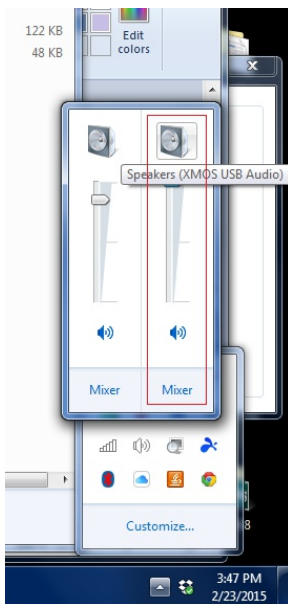 122 KB
48 KB
Edit
colors
x
Speakers (XMOS USB Audio)
Mixer
Mixer
8
Customize...
3:47 PM
2/23/2015